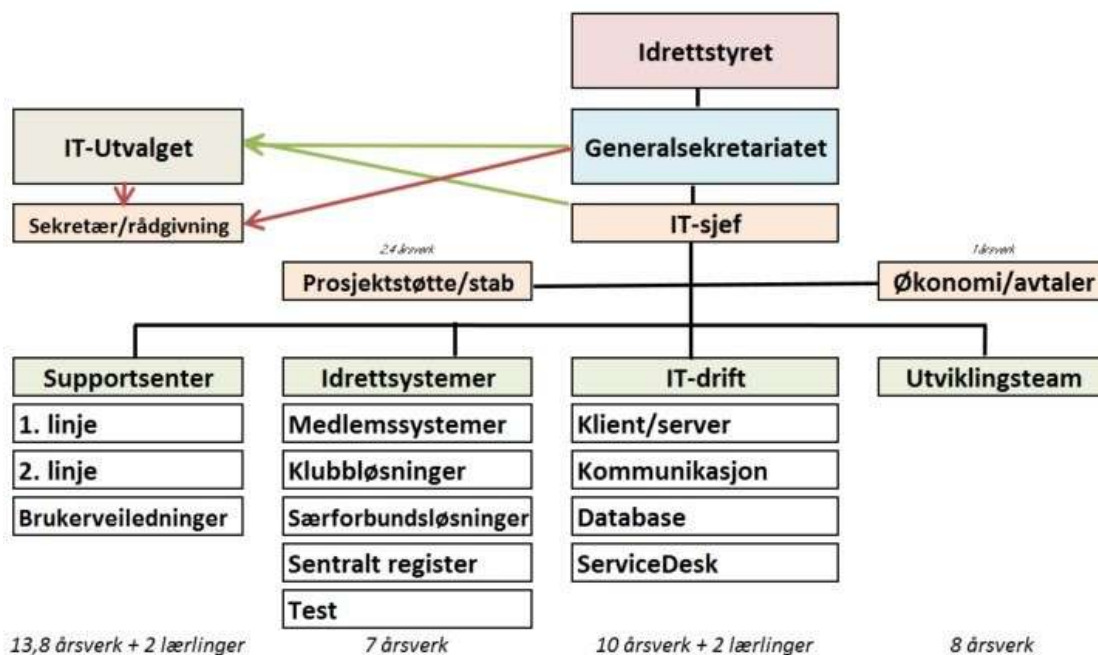 Idrettstyret
IT-Utvalget
Generalsekretariatet
Sekretær/rådgivning
IT-sjef
2,4 årsverk
1 årsverk
Prosjektstøtte/stab
Økonomi/avtaler
Supportsenter
Idrettsystemer
IT-drift
Utviklingsteam
1. linje
Medlemssystemer
Klient/server
2. linje
Klubbløsninger
Kommunikasjon
Brukerveiledninger
Særforbundsløsninger
Database
Sentralt register
ServiceDesk
Test
13,8 årsverk + 2 lærlinger
7 årsverk
10 årsverk + 2 lærlinger
8 årsverk